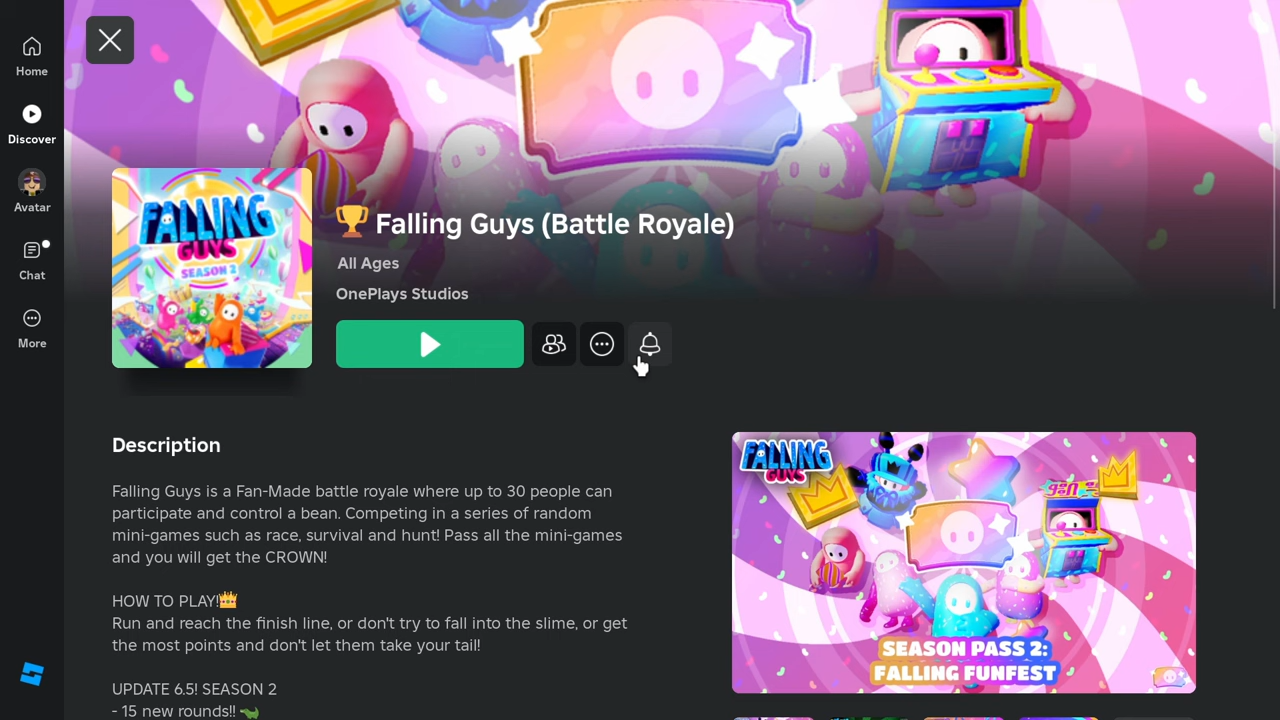 Home
Discover
Avatar
Chat
More
FALLING
GUYS
SEASON 2
🏆 Falling Guys (Battle Royale)
All Ages
OnePlays Studios
Description
Falling Guys is a Fan-Made battle royale where up to 30 people can
participate and control a bean. Competing in a series of random
mini-games such as race, survival and hunt! Pass all the mini-games
and you will get the CROWN!
HOW TO PLAY!👑
Run and reach the finish line, or don't try to fall into the slime, or get
the most points and don't let them take your tail!
UPDATE 6.5! SEASON 2
- 15 new rounds!! 🐊
FALLING
GUYS
SEASON PASS 2:
FALLING FUNFEST